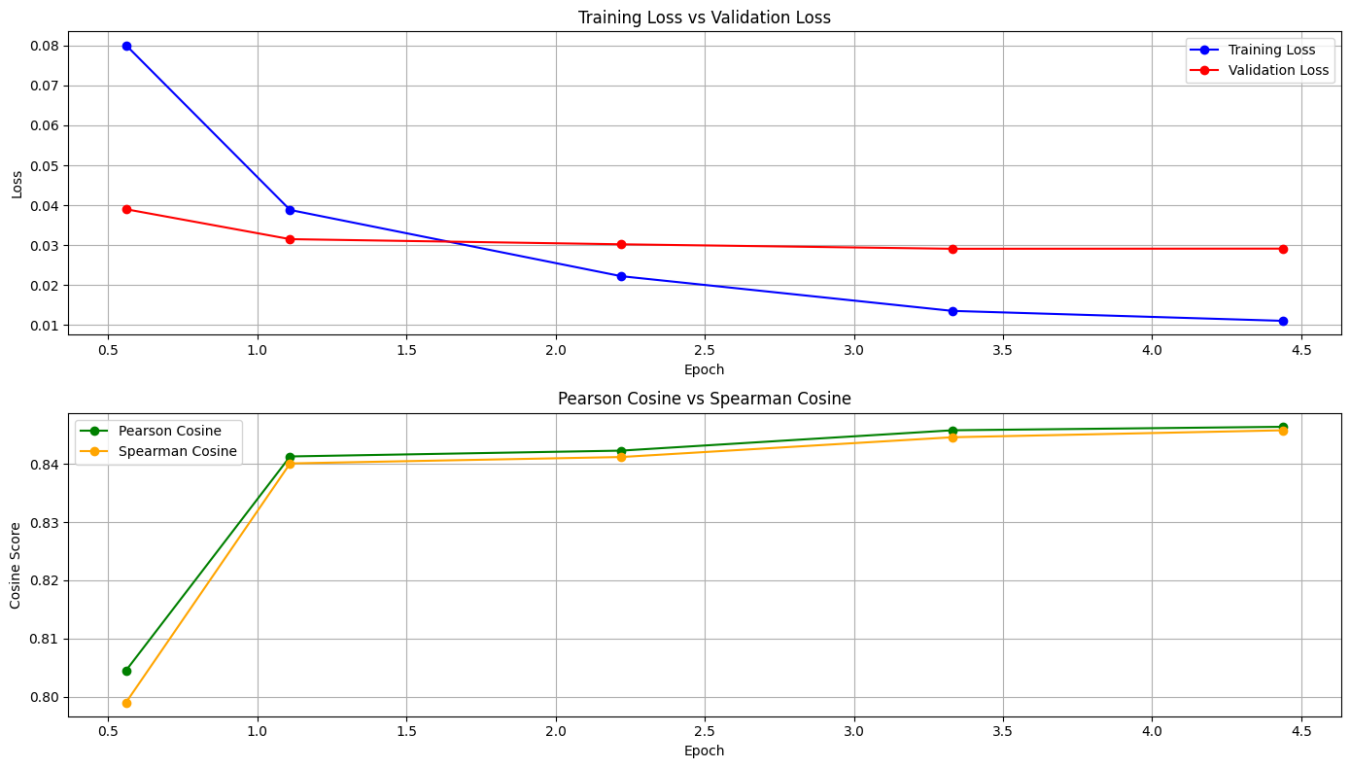 Training Loss vs Validation Loss
Training Loss
Validation Loss
Loss
0.08
0.07
0.06
0.05
0.04
0.03
0.02
0.01
0.5 1.0 1.5 2.0 2.5 3.0 3.5 4.0 4.5
Epoch
Pearson Cosine vs Spearman Cosine
Pearson Cosine
Spearman Cosine
Cosine Score
0.84
0.83
0.82
0.81
0.80
0.5 1.0 1.5 2.0 2.5 3.0 3.5 4.0 4.5
Epoch